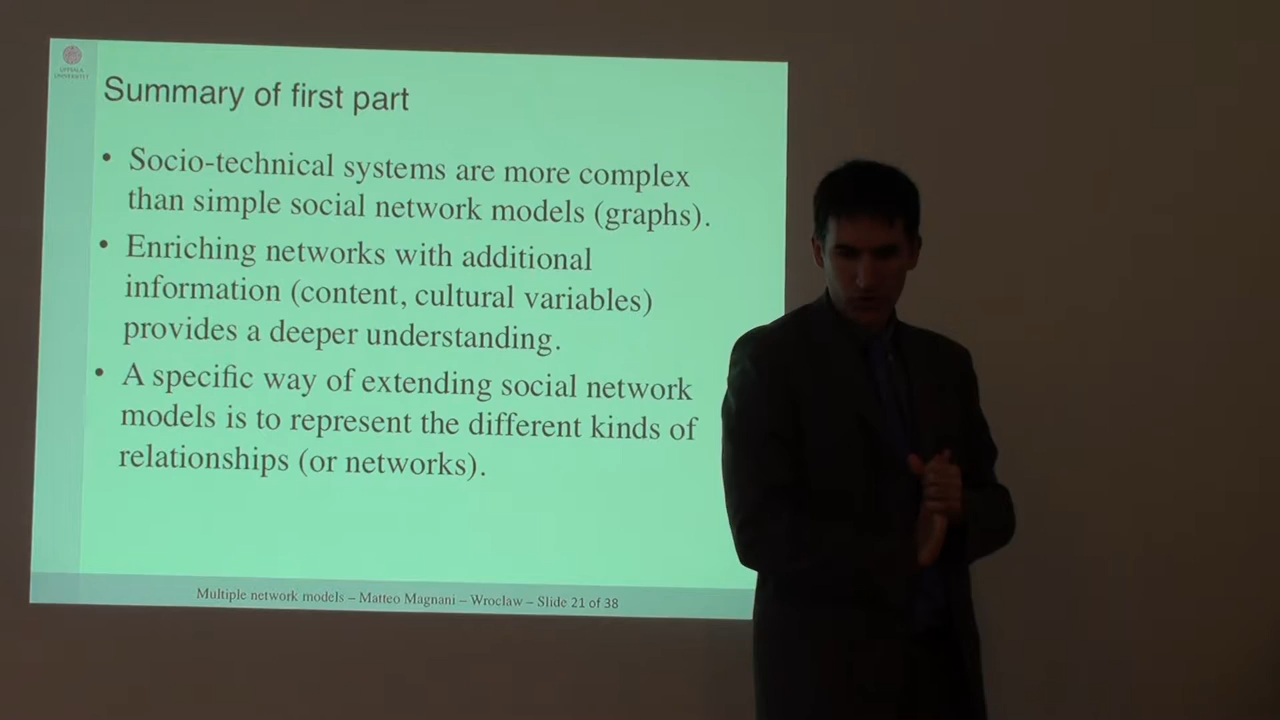 UPPSALA
UNIVERSITET
Summary of first part
• Socio-technical systems are more complex
than simple social network models (graphs).
• Enriching networks with additional
information (content, cultural variables)
provides a deeper understanding.
• A specific way of extending social network
models is to represent the different kinds of
relationships (or networks).
Multiple network models – Matteo Magnani – Wroclaw – Slide 21 of 38